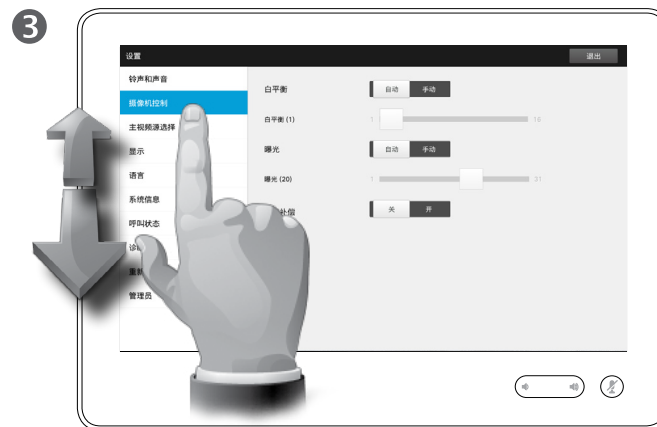 3
设置 退出
铃声和声音
摄像机控制
主视频源选择
显示
语言
系统信息
呼叫状态
管理员
白平衡 自动 手动
白平衡 (1) 1 16
曝光 自动 手动
曝光 (20) 1 31
补偿 关 开